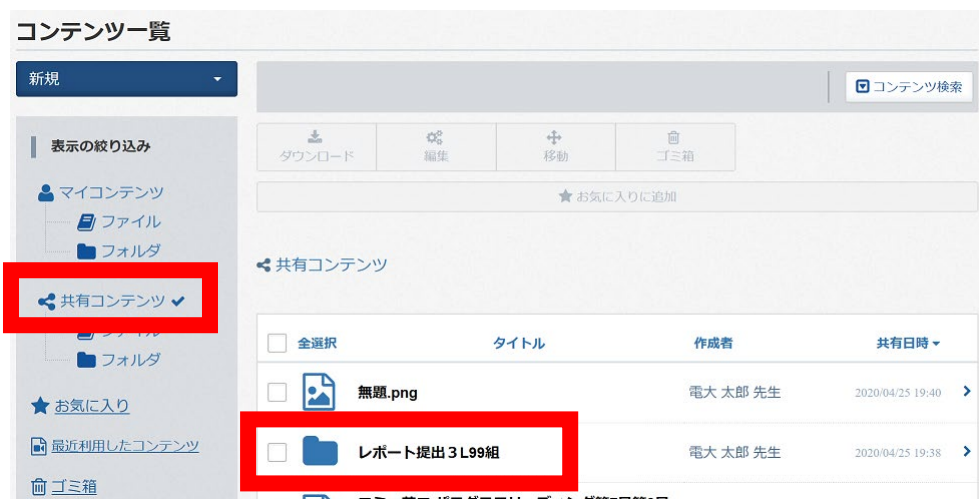 コンテンツ一覧
新規
コンテンツ検索
表示の絞り込み
ダウンロード
編集
移動
ゴミ箱
お気に入りに追加
マイコンテンツ
ファイル
フォルダ
共有コンテンツ
共有コンテンツ
フォルダ
お気に入り
最近利用したコンテンツ
ゴミ箱
全選択 タイトル 作成者 共有日時
無題.png 電大 太郎 先生 2020/04/25 19:40
レポート提出３L99組 電大 太郎 先生 2020/04/25 19:38